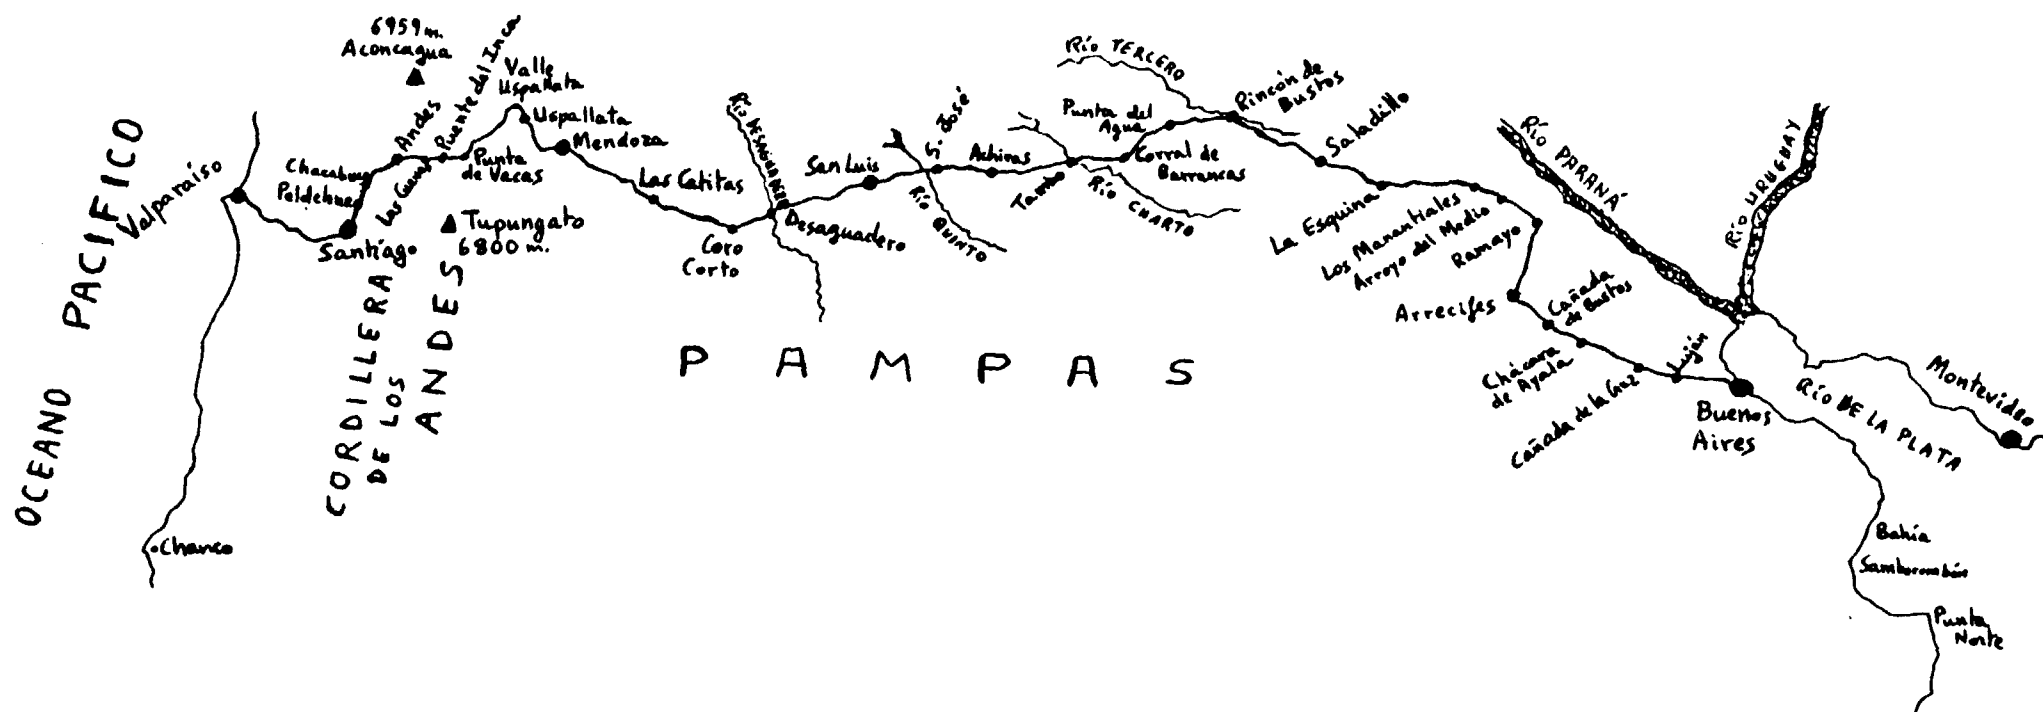 OCEANO PACIFICO
Valparaíso
Chanco
6959 m.
Aconcagua
Andes
Puente del Inca
Chacabuco
Peldehue
Las Cuevas
Santiago
Punta
de Vacas
Tupungato
6800 m.
CORDILLERA
DE LOS
ANDES
Valle
Uspallata
Uspallata
Mendoza
Las Catitas
Coro
Corto
Río DESAGUADERO
Desaguadero
San Luis
S. José
RÍO QUINTO
Achiras
Tambo
RÍO CUARTO
Río TERCERO
Punta del
Agua
Corral de
Barrancas
Rincón de
Bustos
Saladillo
La Esquina
Los Manantiales
Arroyo del Medio
Ramayo
Arrecifes
Cañada
de Bustos
Chácara
de Ayala
Cañada de la Cruz
Luján
Buenos
Aires
RÍO PARANÁ
RÍO URUGUAY
RÍO DE LA PLATA
Montevideo
PAMPAS
Bahía
Samborombón
Punta
Norte